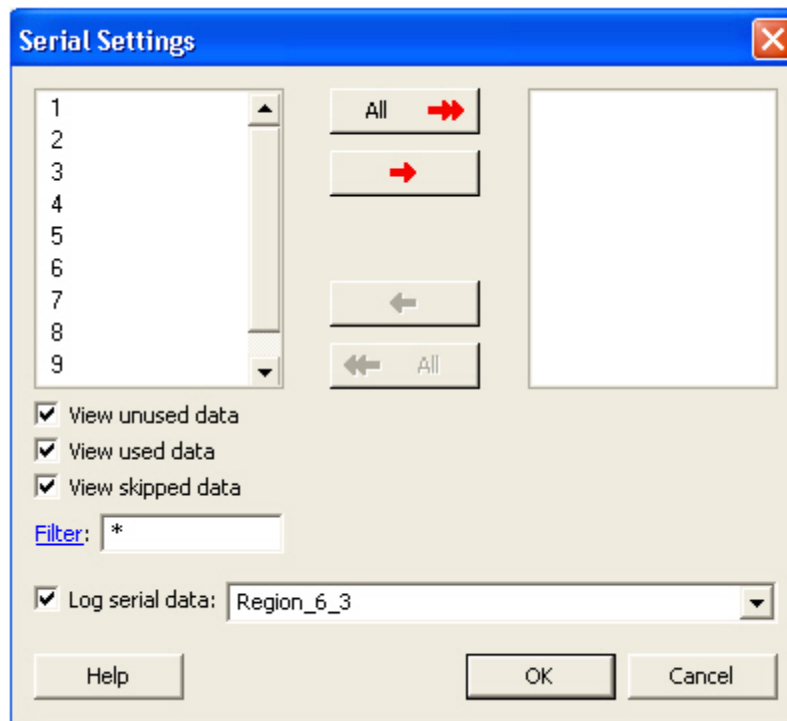 Serial Settings
1
2
3
4
5
6
7
8
9
All
All
View unused data
View used data
View skipped data
Filter: *
Log serial data: Region_6_3
Help OK Cancel